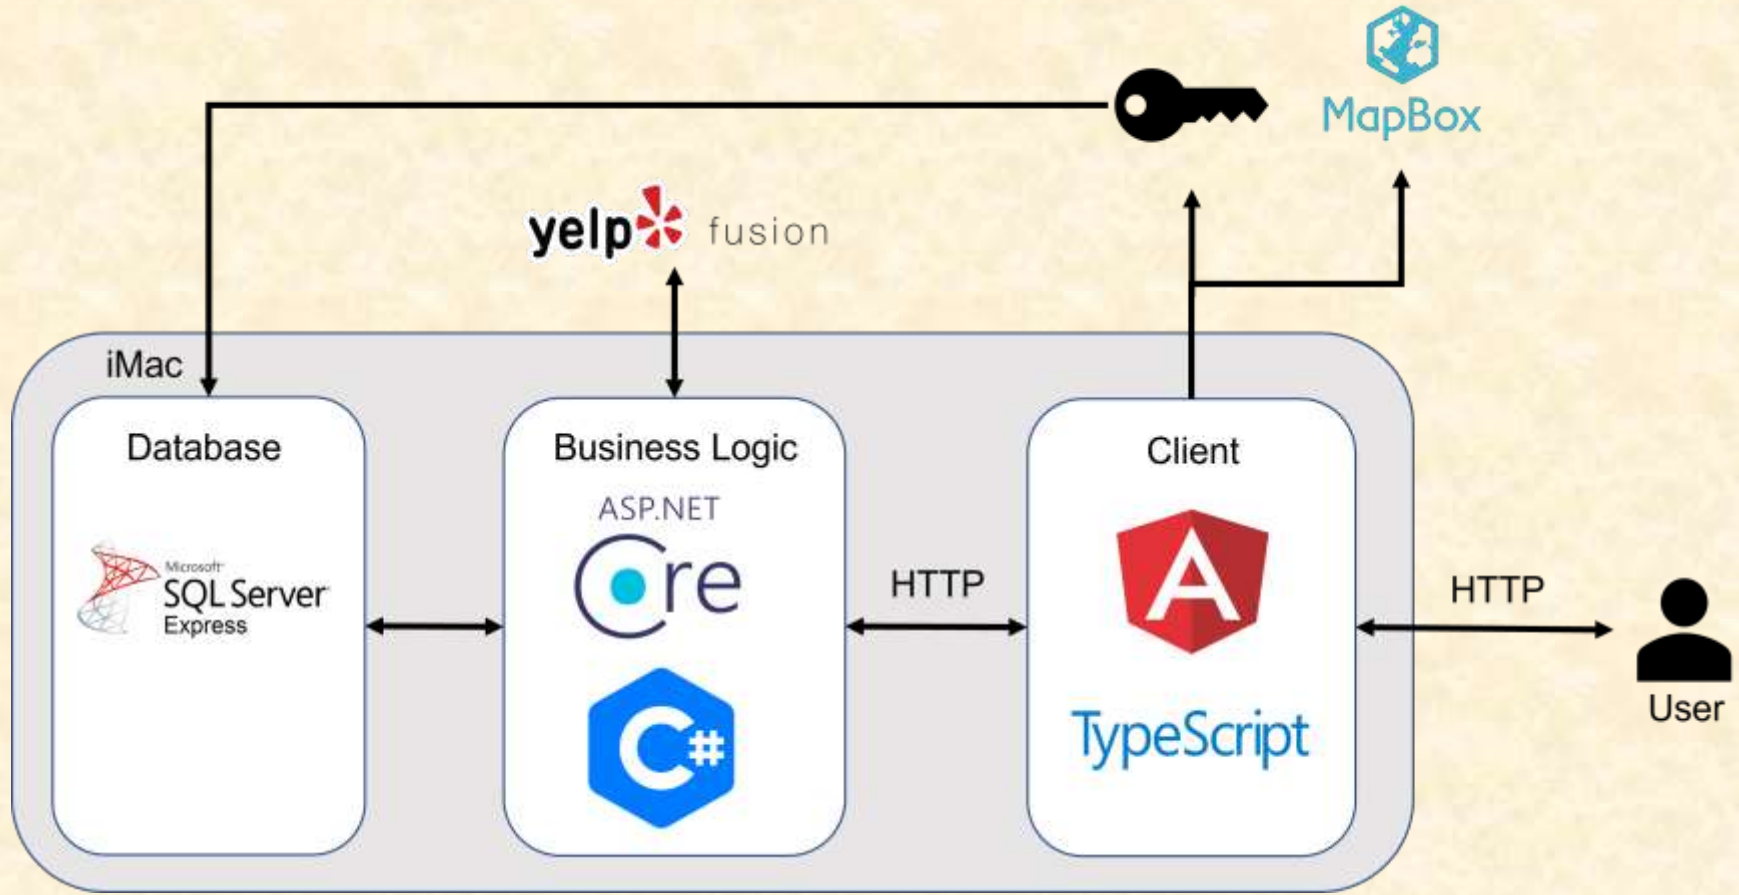 MapBox
yelp fusion
iMac
Database
Business Logic
Client
ASP.NET
Core
Microsoft
SQL Server
Express
HTTP
A
HTTP
C#
TypeScript
User